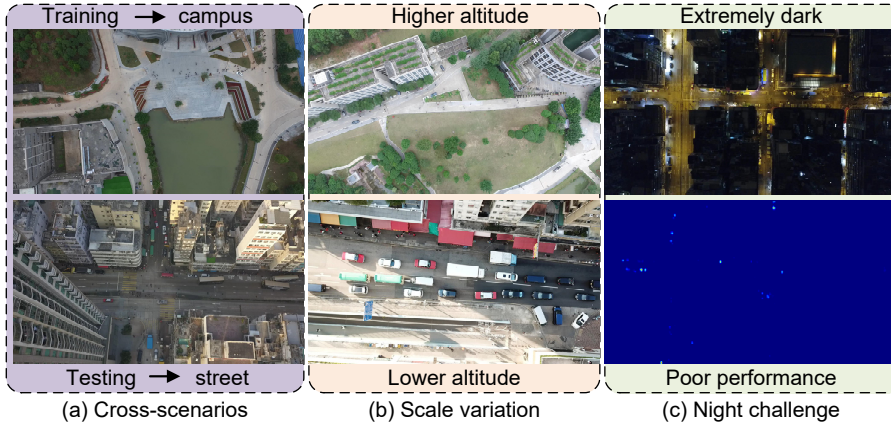 Training → campus
Higher altitude
Extremely dark
Testing → street
Lower altitude
Poor performance
(a) Cross-scenarios
(b) Scale variation
(c) Night challenge